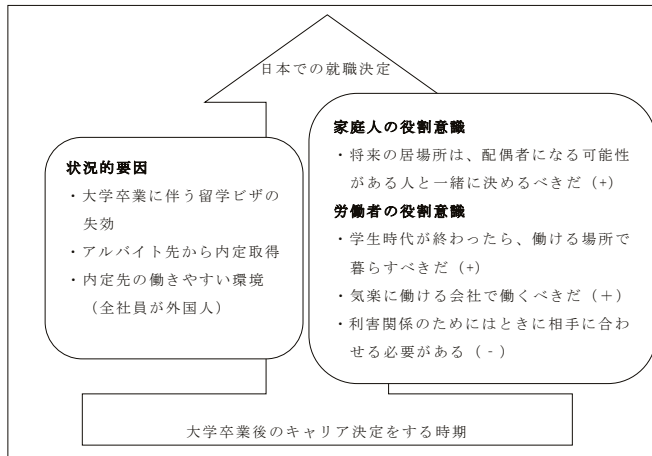 日本での就職決定
状況的要因
・大学卒業に伴う留学ビザの
失効
・アルバイト先から内定取得
・内定先の働きやすい環境
（全社員が外国人）
家庭人の役割意識
・将来の居場所は、配偶者になる可能性
がある人と一緒に決めるべきだ（+）
労働者の役割意識
・学生時代が終わったら、働ける場所で
暮らすべきだ（+）
・気楽に働ける会社で働くべきだ（＋）
・利害関係のためにはときに相手に合わ
せる必要がある（‐）
大学卒業後のキャリア決定をする時期